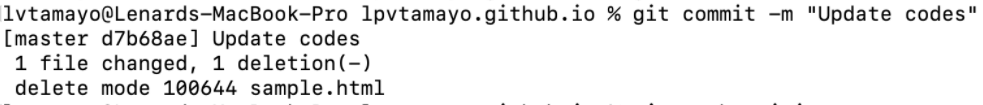 lvtamayo@Lenards-MacBook-Pro lpvtamayo.github.io % git commit -m "Update codes"
[master d7b68ae] Update codes
1 file changed, 1 deletion(-)
delete mode 100644 sample.html